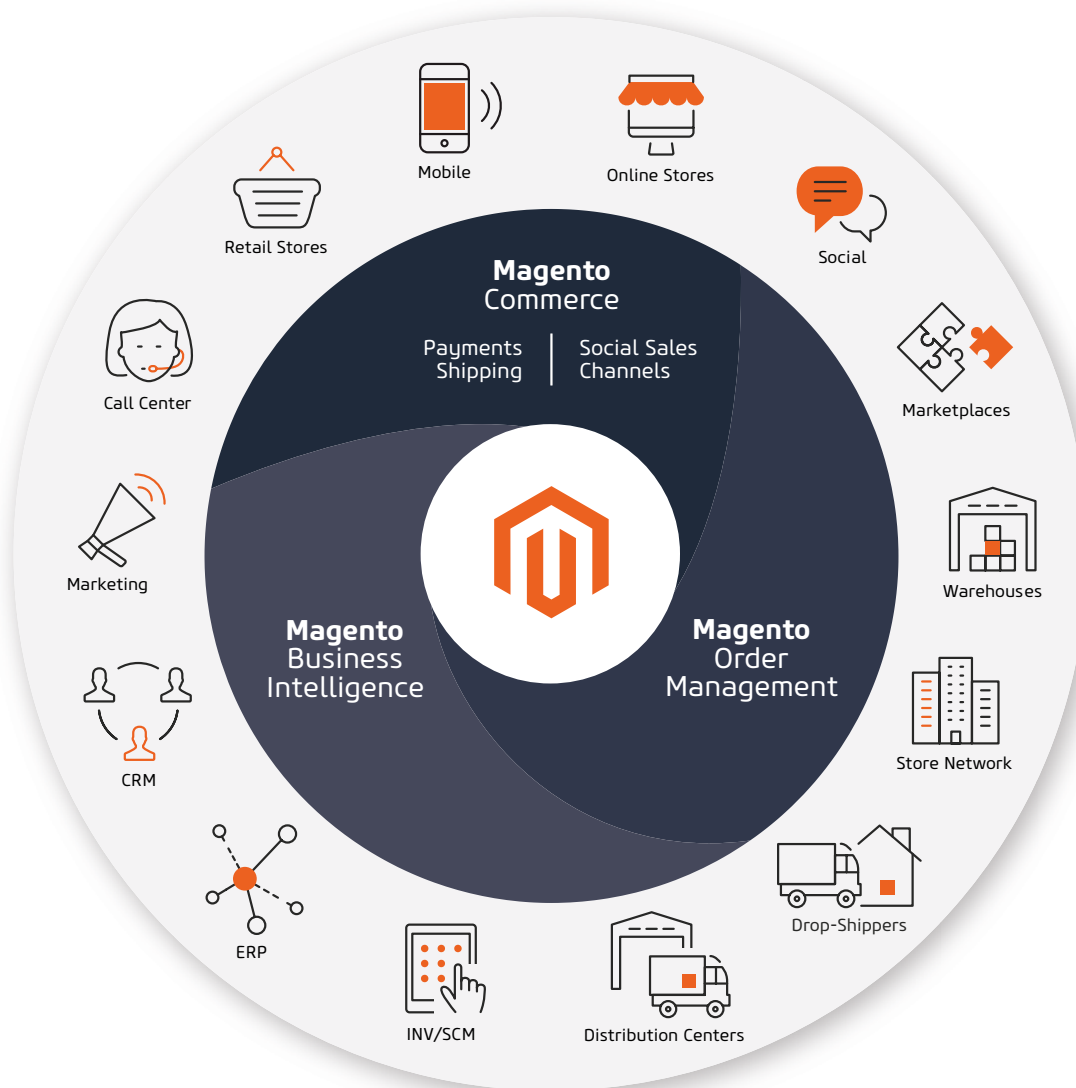 Mobile
Online Stores
Retail Stores
Social
Magento
Commerce
Payments
Shipping
Social Sales
Channels
Call Center
Marketplaces
Marketing
Warehouses
Magento
Business
Intelligence
Magento
Order
Management
Store Network
CRM
Drop-Shippers
ERP
INV/SCM
Distribution Centers